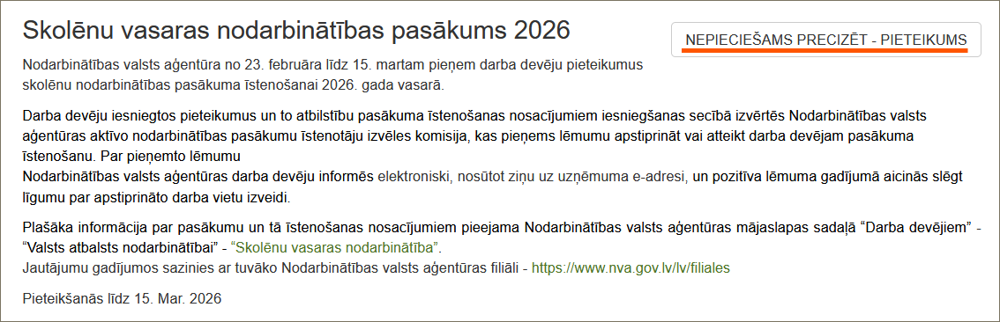 Skolēnu vasaras nodarbinātības pasākums 2026
NEPIECIEŠAMS PRECIZĒT - PIETEIKUMS
Nodarbinātības valsts aģentūra no 23. februāra līdz 15. martam pieņem darba devēju pieteikumus
skolēnu nodarbinātības pasākuma īstenošanai 2026. gada vasarā.
Darba devēju iesniegtos pieteikumus un to atbilstību pasākuma īstenošanas nosacījumiem iesniegšanas secībā izvērtēs Nodarbinātības valsts
aģentūras aktīvo nodarbinātības pasākumu īstenotāju izvēles komisija, kas pieņems lēmumu apstiprināt vai atteikt darba devējam pasākuma
īstenošanu. Par pieņemto lēmumu
Nodarbinātības valsts aģentūras darba devēju informēs elektroniski, nosūtot ziņu uz uzņēmuma e-adresi, un pozitīva lēmuma gadījumā aicinās slēgt
līgumu par apstiprināto darba vietu izveidi.
Plašāka informācija par pasākumu un tā īstenošanas nosacījumiem pieejama Nodarbinātības valsts aģentūras mājaslapas sadaļā “Darba devējiem” -
“Valsts atbalsts nodarbinātībai” - “Skolēnu vasaras nodarbinātība”.
Jautājumu gadījumos sazinies ar tuvāko Nodarbinātības valsts aģentūras filiāli - https://www.nva.gov.lv/lv/filiales
Pieteikšanās līdz 15. Mar. 2026